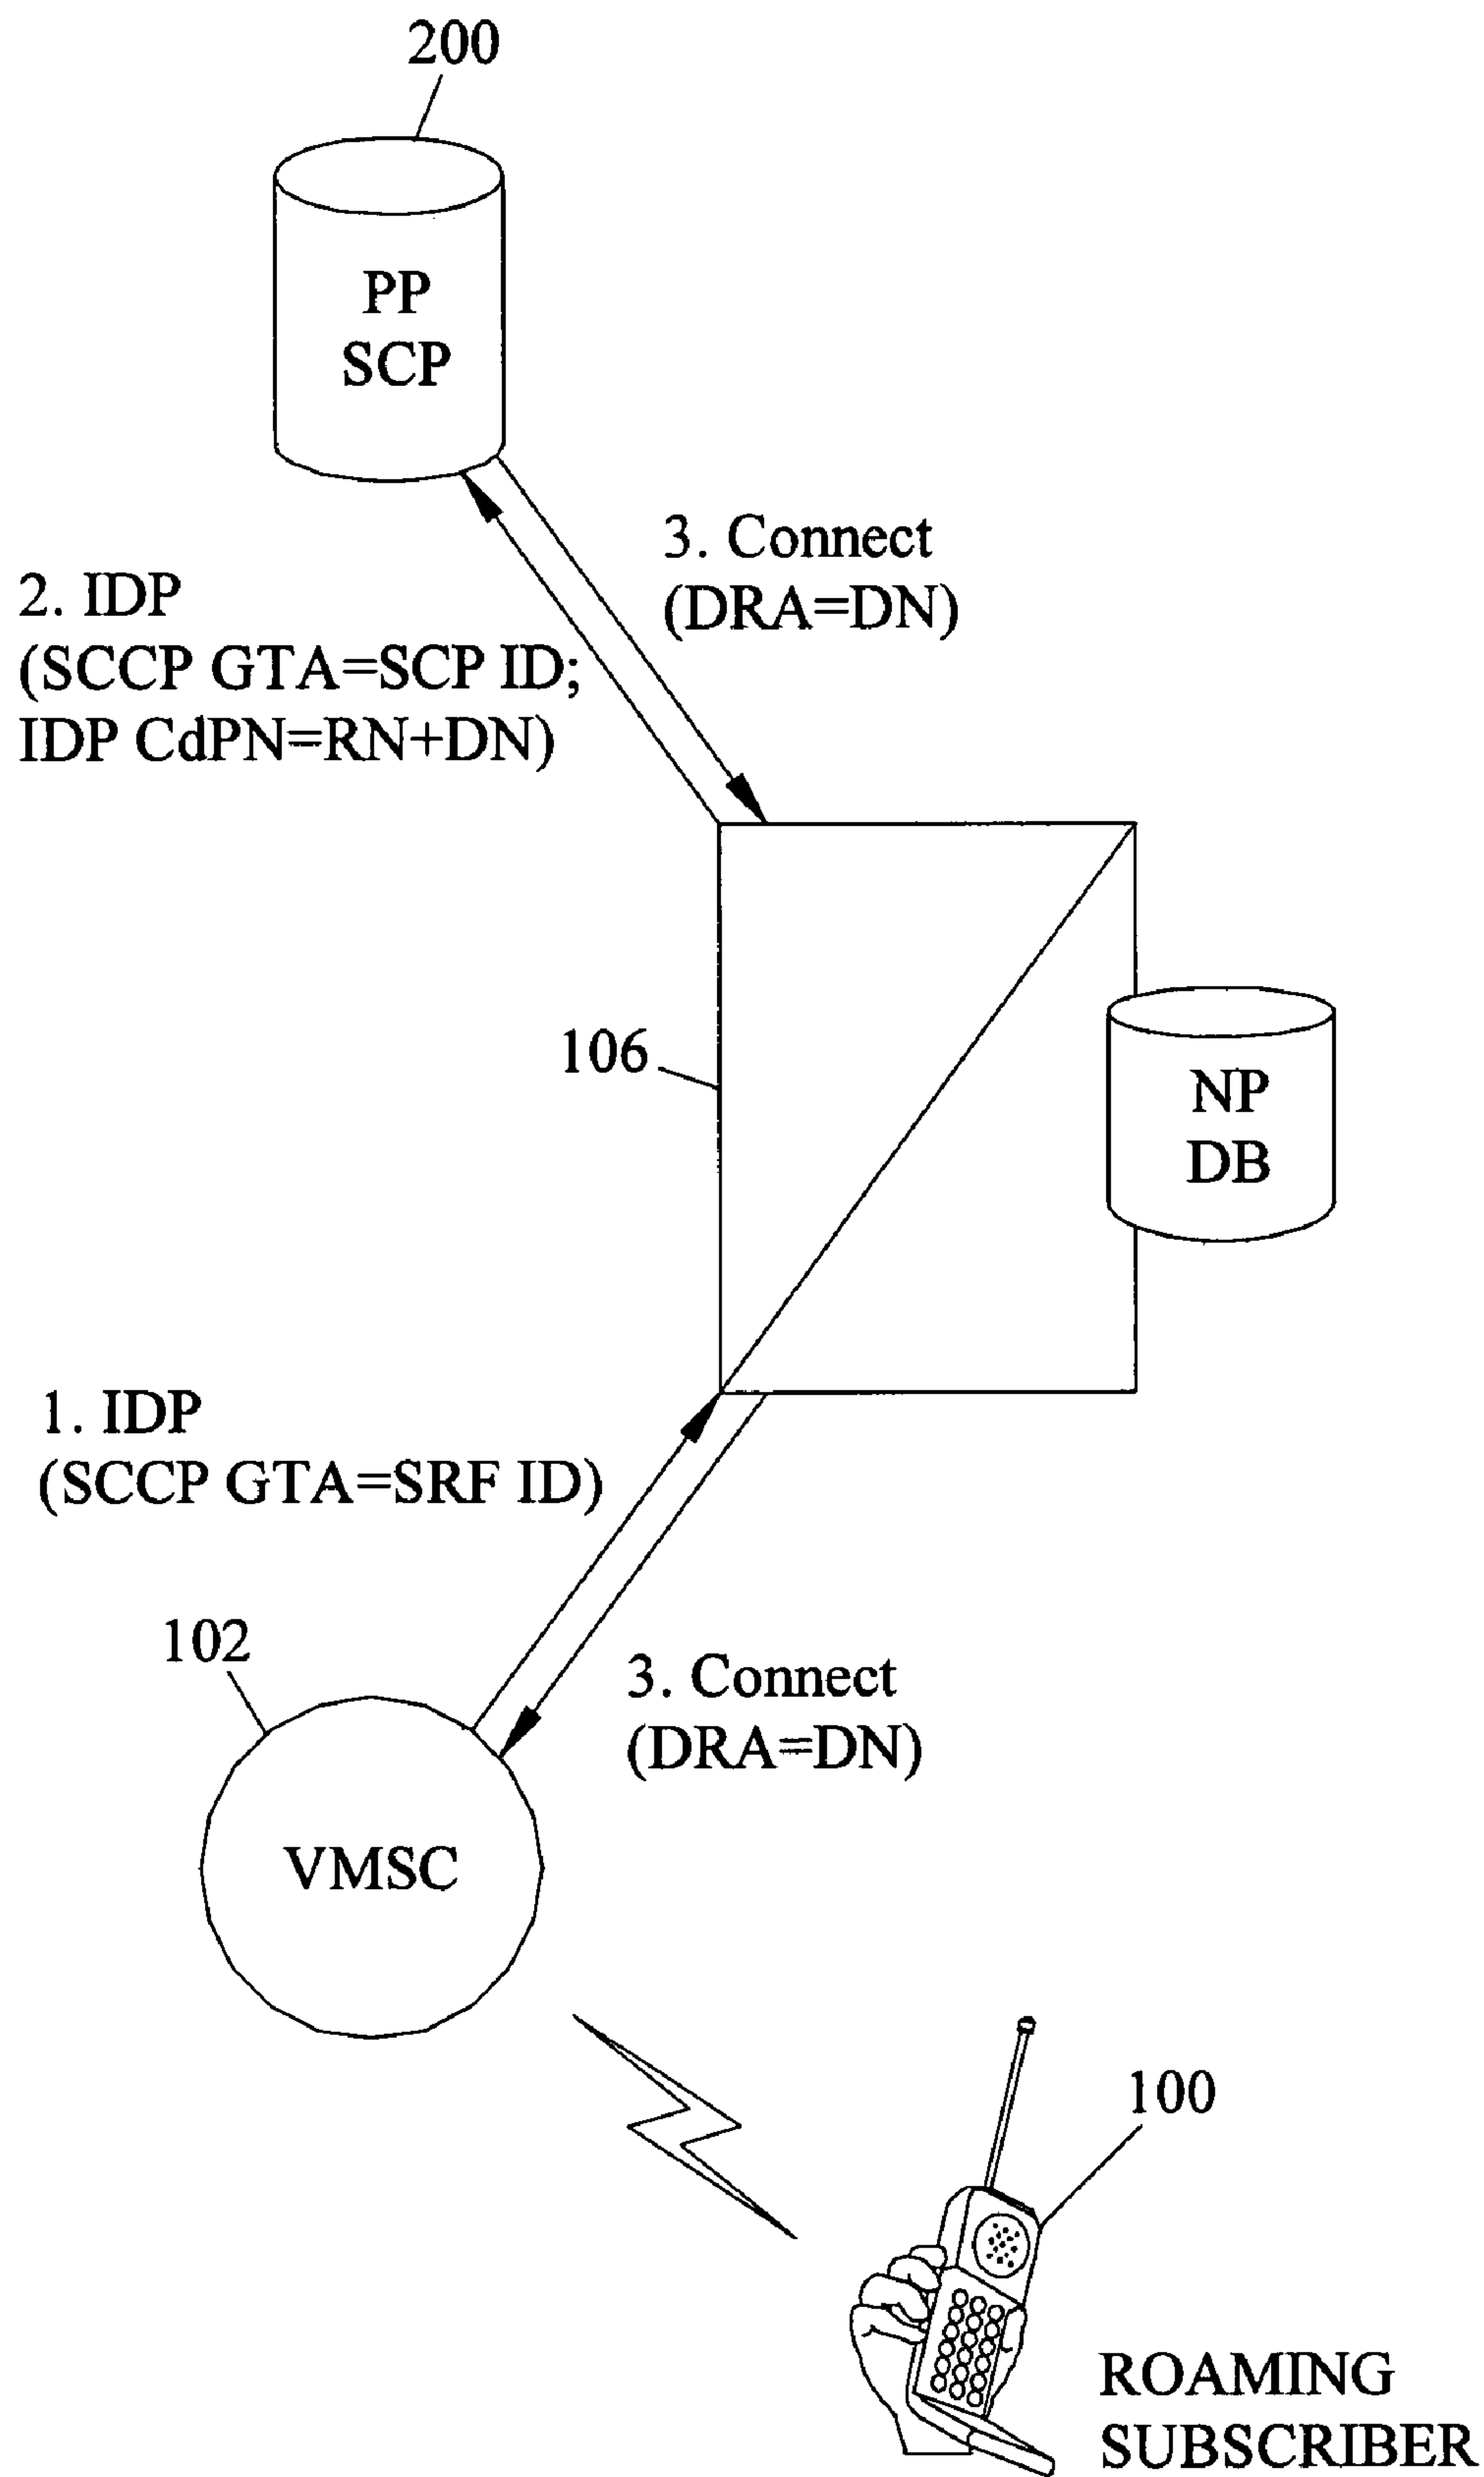 200
PP
SCP
3. Connect
(DRA=DN)
2. IDP
(SCCP GTA=SCP ID;
IDP CdPN=RN+DN)
106
NP
DB
1. IDP
(SCCP GTA=SRF ID)
102
3. Connect
(DRA=DN)
VMSC
100
ROAMING
SUBSCRIBER